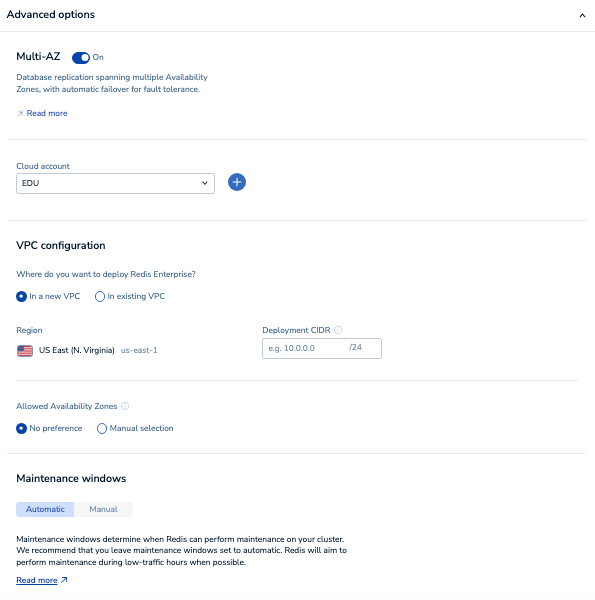 Advanced options
Multi-AZ On
Database replication spanning multiple Availability
Zones, with automatic failover for fault tolerance.
Read more
Cloud account
EDU
VPC configuration
Where do you want to deploy Redis Enterprise?
In a new VPC In existing VPC
Region Deployment CIDR
US East (N. Virginia) us-east-1 e.g. 10.0.0.0 /24
Allowed Availability Zones
No preference Manual selection
Maintenance windows
Automatic Manual
Maintenance windows determine when Redis can perform maintenance on your cluster.
We recommend that you leave maintenance windows set to automatic. Redis will aim to
perform maintenance during low-traffic hours when possible.
Read more